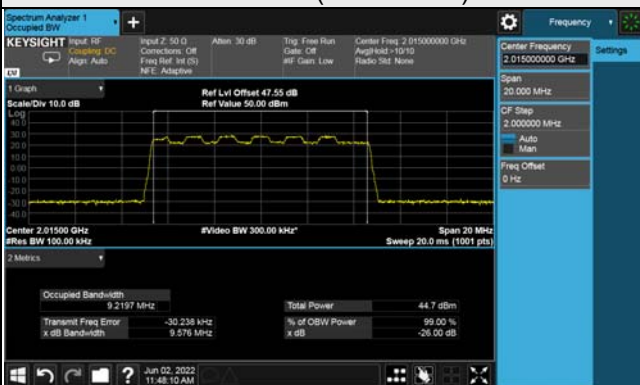 Spectrum Analyzer 1
Occupied BW
+
Frequency
KEYSIGHT
Input: RF
Coupling: DC
Align: Auto
Input Z: 50 Ω
Corrections: Off
Freq Ref: Int (S)
NFE: Adaptive
Atten: 30 dB
Trig: Free Run
Gate: Off
#IF Gain: Low
Center Freq: 2.015000000 GHz
Avg|Hold:>10/10
Radio Std: None
Center Frequency
2.015000000 GHz
Settings
Span
20.000 MHz
CF Step
2.000000 MHz
Auto
Man
Freq Offset
0 Hz
1 Graph
Scale/Div 10.0 dB
Ref Lvl Offset 47.55 dB
Ref Value 50.00 dBm
Log
40.0
30.0
20.0
10.0
0.00
-10.0
-20.0
-30.0
-40.0
Center 2.01500 GHz
#Res BW 100.00 kHz
#Video BW 300.00 kHz*
Span 20 MHz
Sweep 20.0 ms (1001 pts)
2 Metrics
Occupied Bandwidth
9.2197 MHz
Total Power 44.7 dBm
Transmit Freq Error -30.238 kHz
% of OBW Power 99.00 %
x dB Bandwidth 9.576 MHz
x dB -26.00 dB
?
Jun 02, 2022
11:48:10 AM